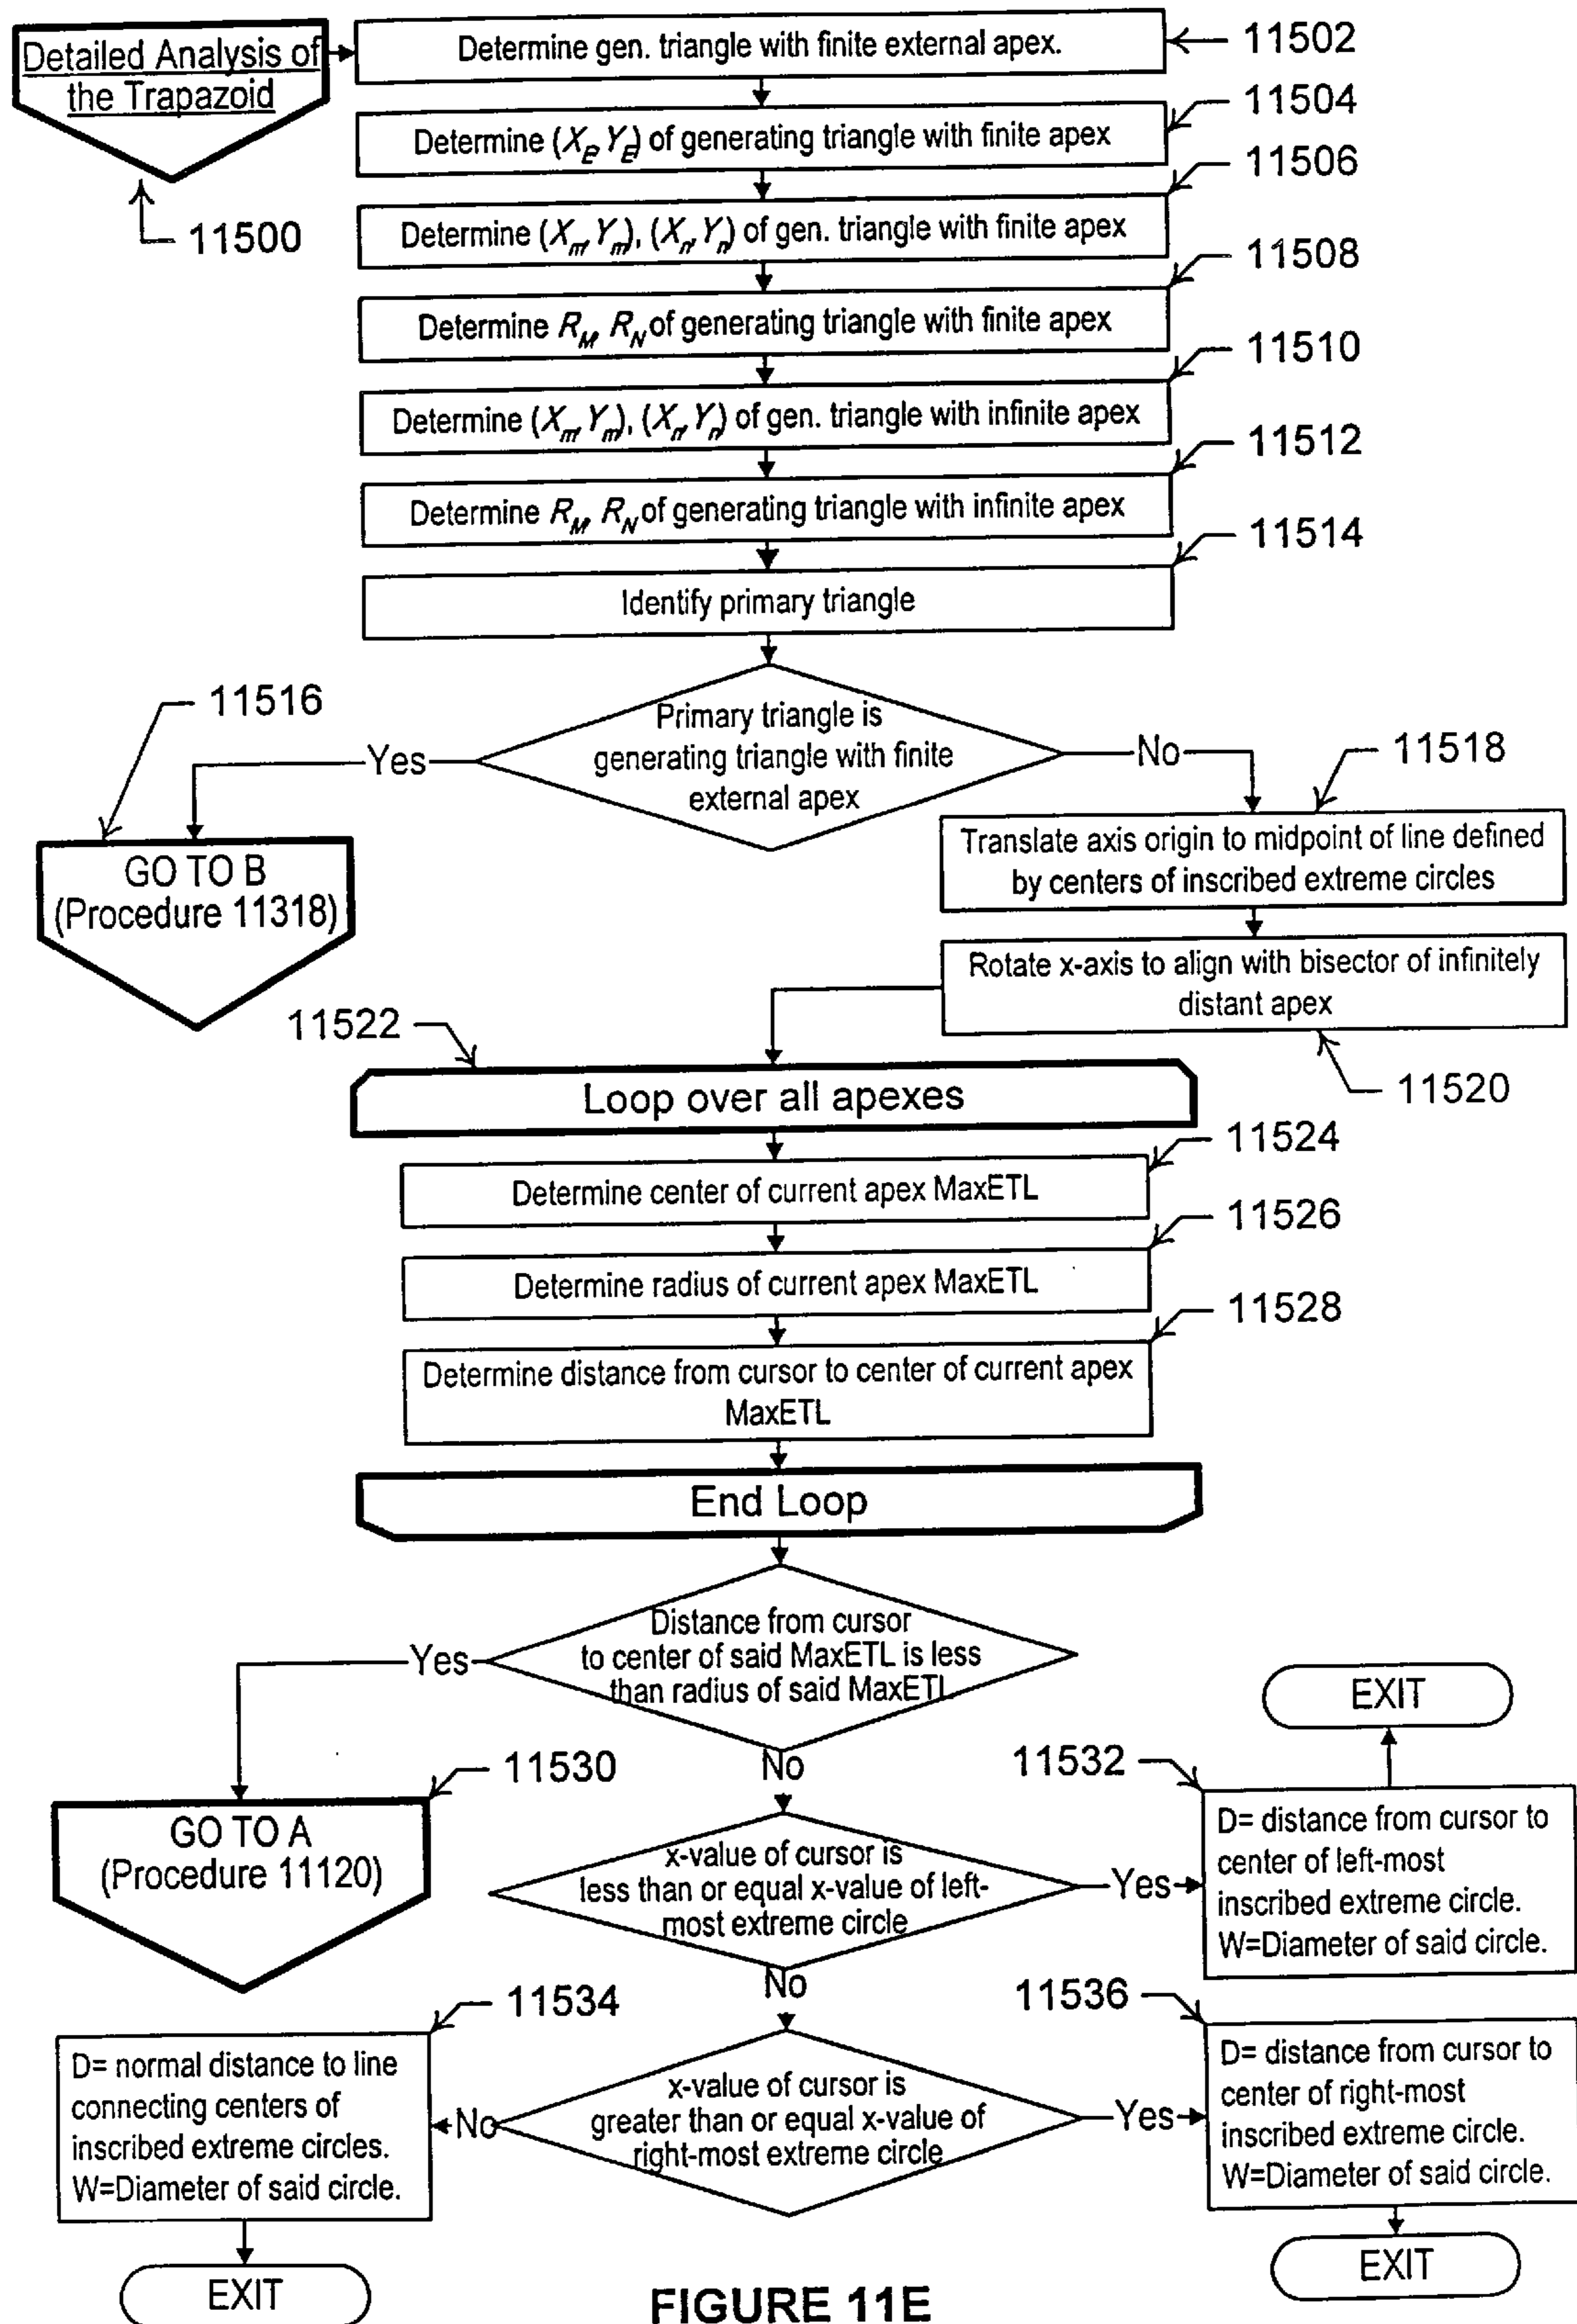 Detailed Analysis of
the Trapazoid
11500
Determine gen. triangle with finite external apex.
11502
Determine (X_E, Y_E) of generating triangle with finite apex
11504
Determine (X_m, Y_m), (X_n, Y_n) of gen. triangle with finite apex
11506
Determine R_M, R_N of generating triangle with finite apex
11508
Determine (X_m, Y_m), (X_n, Y_n) of gen. triangle with infinite apex
11510
Determine R_M, R_N of generating triangle with infinite apex
11512
Identify primary triangle
11514
Primary triangle is
generating triangle with finite
external apex
Yes
No
11516
GO TO B
(Procedure 11318)
11518
Translate axis origin to midpoint of line defined
by centers of inscribed extreme circles
Rotate x-axis to align with bisector of infinitely
distant apex
11520
11522
Loop over all apexes
11524
Determine center of current apex MaxETL
11526
Determine radius of current apex MaxETL
11528
Determine distance from cursor to center of current apex
MaxETL
End Loop
Distance from cursor
to center of said MaxETL is less
than radius of said MaxETL
Yes
No
11530
GO TO A
(Procedure 11120)
x-value of cursor is
less than or equal x-value of left-
most extreme circle
Yes
No
11532
D= distance from cursor to
center of left-most
inscribed extreme circle.
W=Diameter of said circle.
EXIT
x-value of cursor is
greater than or equal x-value of
right-most extreme circle
No
Yes
11534
D= normal distance to line
connecting centers of
inscribed extreme circles.
W=Diameter of said circle.
EXIT
11536
D= distance from cursor to
center of right-most
inscribed extreme circle.
W=Diameter of said circle.
EXIT
FIGURE 11E